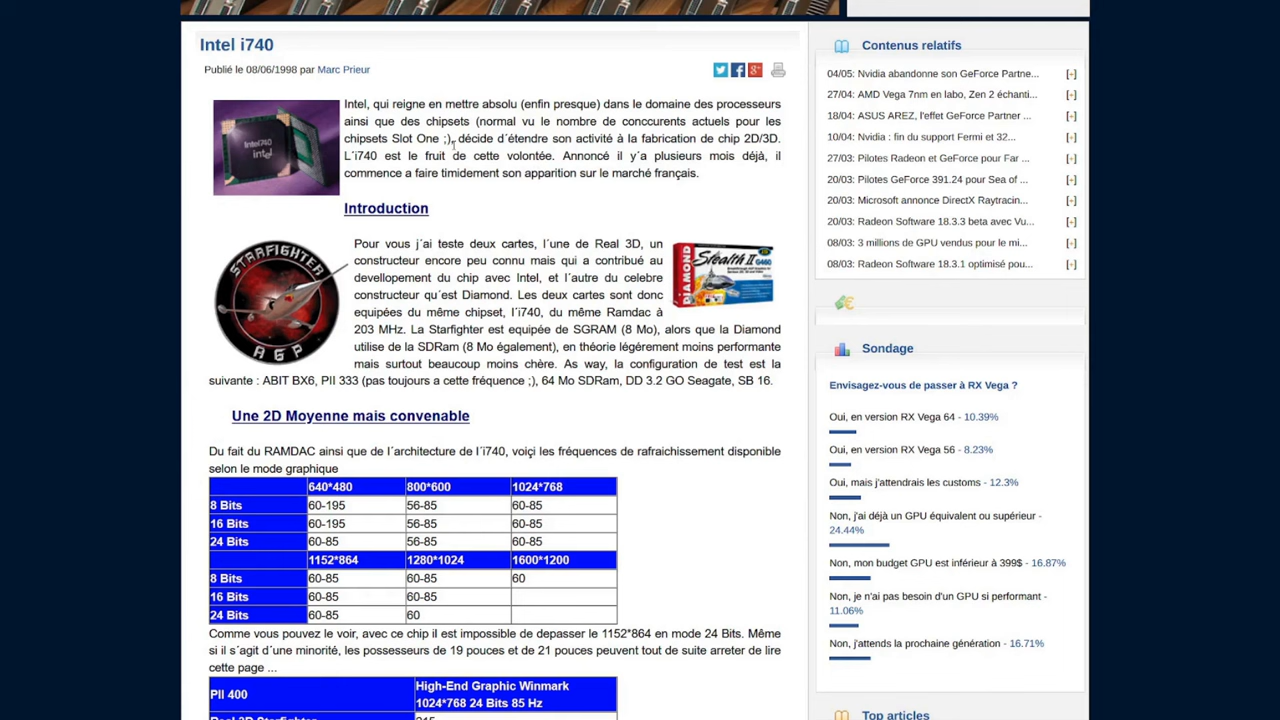 Intel i740
Publié le 08/06/1998 par Marc Prieur
Intel, qui reigne en mettre absolu (enfin presque) dans le domaine des processeurs
ainsi que des chipsets (normal vu le nombre de conccurents actuels pour les
chipsets Slot One ;), décide d´étendre son activité à la fabrication de chip 2D/3D.
L´i740 est le fruit de cette volontée. Annoncé il y´a plusieurs mois déjà, il
commence a faire timidement son apparition sur le marché français.
Intel740
intel
Introduction
Pour vous j´ai teste deux cartes, l´une de Real 3D, un
constructeur encore peu connu mais qui a contribué au
devellopement du chip avec Intel, et l´autre du celebre
constructeur qu´est Diamond. Les deux cartes sont donc
equipées du même chipset, l´i740, du même Ramdac à
203 MHz. La Starfighter est equipée de SGRAM (8 Mo), alors que la Diamond
utilise de la SDRam (8 Mo également), en théorie légérement moins performante
mais surtout beaucoup moins chère. As way, la configuration de test est la
suivante : ABIT BX6, PII 333 (pas toujours a cette fréquence ;), 64 Mo SDRam, DD 3.2 GO Seagate, SB 16.
STARFIGHTER
AGP
DIAMOND
Stealth II G460
Une 2D Moyenne mais convenable
Du fait du RAMDAC ainsi que de l´architecture de l´i740, voiçi les fréquences de rafraichissement disponible
selon le mode graphique
640*480 800*600 1024*768
8 Bits 60-195 56-85 60-85
16 Bits 60-195 56-85 60-85
24 Bits 60-85 56-85 60-85
1152*864 1280*1024 1600*1200
8 Bits 60-85 60-85 60
16 Bits 60-85 60-85
24 Bits 60-85 60
Comme vous pouvez le voir, avec ce chip il est impossible de depasser le 1152*864 en mode 24 Bits. Même
si il s´agit d´une minorité, les possesseurs de 19 pouces et de 21 pouces peuvent tout de suite arreter de lire
cette page ...
PII 400 High-End Graphic Winmark
1024*768 24 Bits 85 Hz
Real 3D Starfighter 215
Contenus relatifs
04/05: Nvidia abandonne son GeForce Partne... [+]
27/04: AMD Vega 7nm en labo, Zen 2 échanti... [+]
18/04: ASUS AREZ, l'effet GeForce Partner ... [+]
10/04: Nvidia : fin du support Fermi et 32... [+]
27/03: Pilotes Radeon et GeForce pour Far ... [+]
20/03: Pilotes GeForce 391.24 pour Sea of ... [+]
20/03: Microsoft annonce DirectX Raytracin... [+]
20/03: Radeon Software 18.3.3 beta avec Vu... [+]
08/03: 3 millions de GPU vendus pour le mi... [+]
08/03: Radeon Software 18.3.1 optimisé pou... [+]
Sondage
Envisagez-vous de passer à RX Vega ?
Oui, en version RX Vega 64 - 10.39%
Oui, en version RX Vega 56 - 8.23%
Oui, mais j'attendrais les customs - 12.3%
Non, j'ai déjà un GPU équivalent ou supérieur -
24.44%
Non, mon budget GPU est inférieur à 399$ - 16.87%
Non, je n'ai pas besoin d'un GPU si performant -
11.06%
Non, j'attends la prochaine génération - 16.71%
Top articles